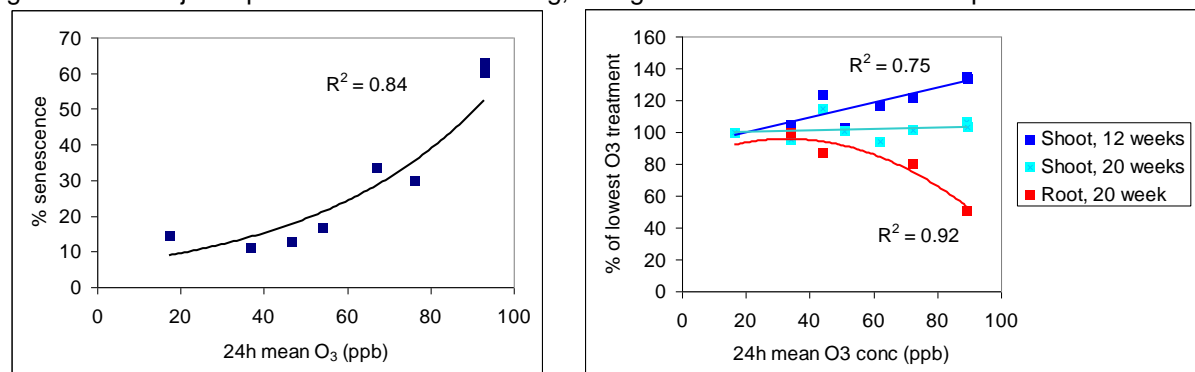 70
60
50
40
30
20
10
0
% senescence
R² = 0.84
0 20 40 60 80 100
24h mean O₃ (ppb)
160
140
120
100
80
60
40
20
0
% of lowest O3 treatment
R² = 0.75
R² = 0.92
0 20 40 60 80 100
24h mean O3 conc (ppb)
Shoot, 12 weeks
Shoot, 20 weeks
Root, 20 week